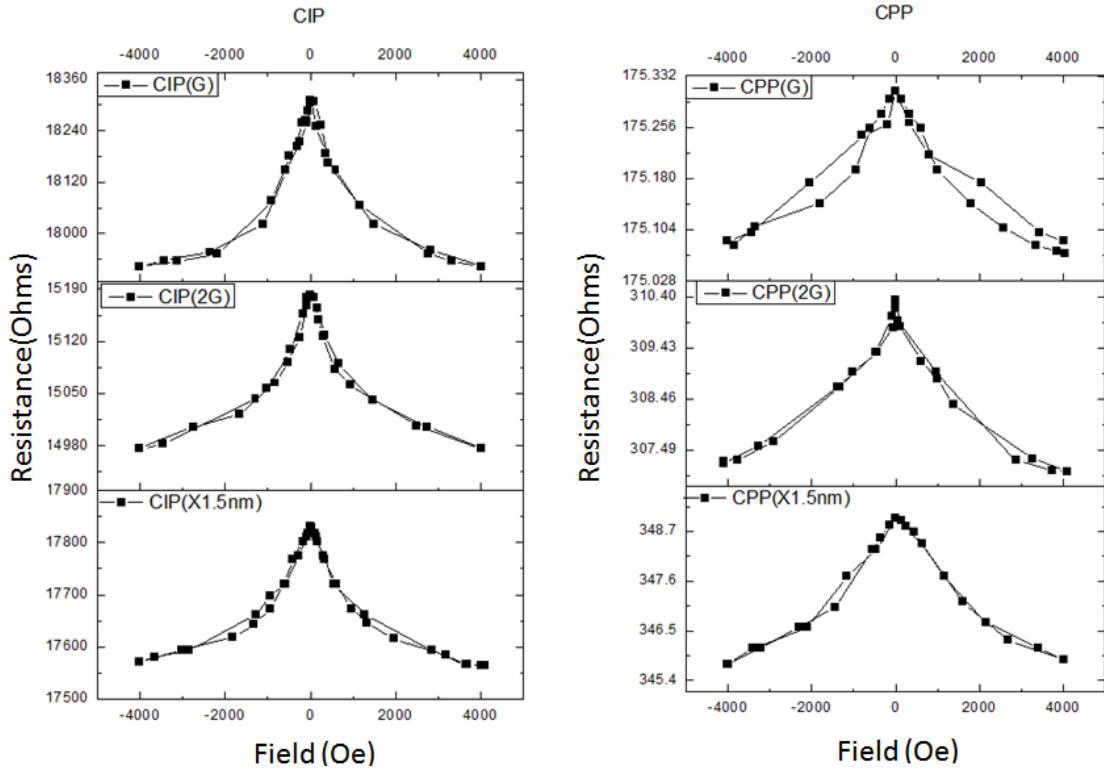 CIP
-4000 -2000 0 2000 4000
18360
18240
18120
18000
CIP(G)
15190
15120
15050
14980
17900
CIP(2G)
17800
17700
17600
17500
CIP(X1.5nm)
-4000 -2000 0 2000 4000
Resistance(Ohms)
Field (Oe)
CPP
-4000 -2000 0 2000 4000
175.332
175.256
175.180
175.104
175.028
CPP(G)
310.40
309.43
308.46
307.49
CPP(2G)
348.7
347.6
346.5
345.4
CPP(X1.5nm)
-4000 -2000 0 2000 4000
Resistance(Ohms)
Field (Oe)